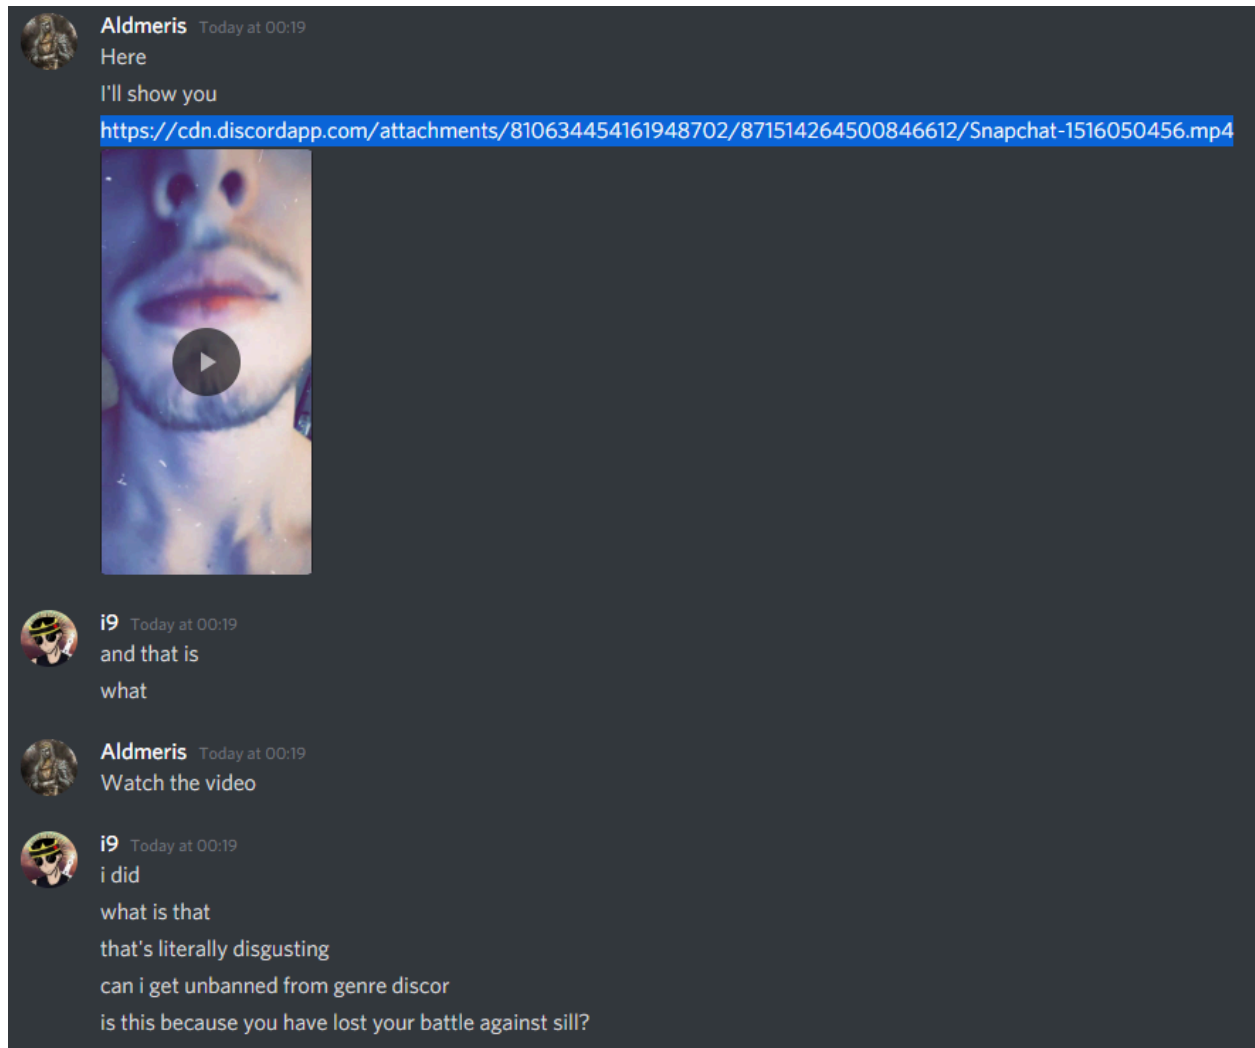 Aldmeris Today at 00:19
Here
I'll show you
https://cdn.discordapp.com/attachments/810634454161948702/871514264500846612/Snapchat-1516050456.mp4
i9 Today at 00:19
and that is
what
Aldmeris Today at 00:19
Watch the video
i9 Today at 00:19
i did
what is that
that's literally disgusting
can i get unbanned from genre discor
is this because you have lost your battle against sill?